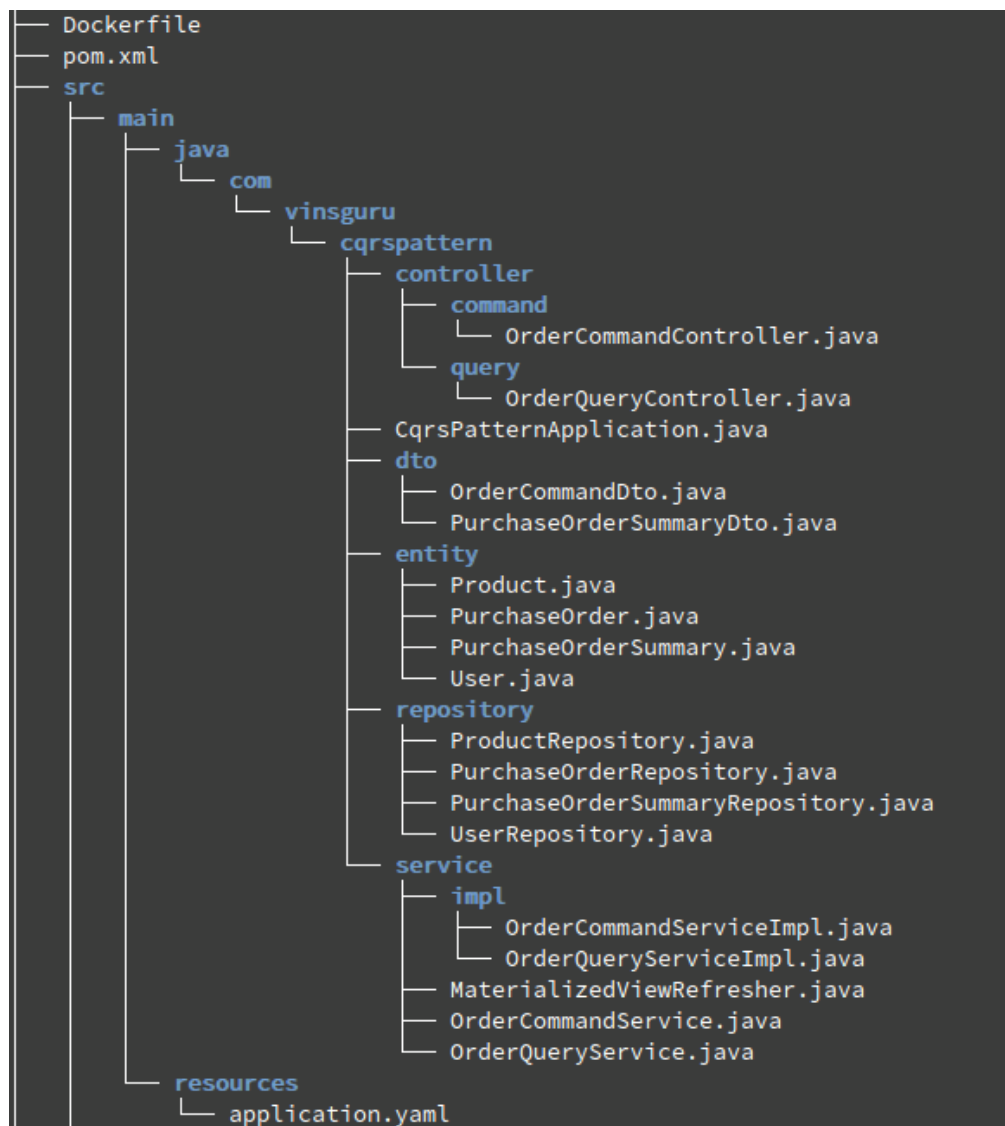 Dockerfile
pom.xml
src
main
java
com
vinsguru
cqrspattern
controller
command
OrderCommandController.java
query
OrderQueryController.java
CqrsPatternApplication.java
dto
OrderCommandDto.java
PurchaseOrderSummaryDto.java
entity
Product.java
PurchaseOrder.java
PurchaseOrderSummary.java
User.java
repository
ProductRepository.java
PurchaseOrderRepository.java
PurchaseOrderSummaryRepository.java
UserRepository.java
service
impl
OrderCommandServiceImpl.java
OrderQueryServiceImpl.java
MaterializedViewRefresher.java
OrderCommandService.java
OrderQueryService.java
resources
application.yaml